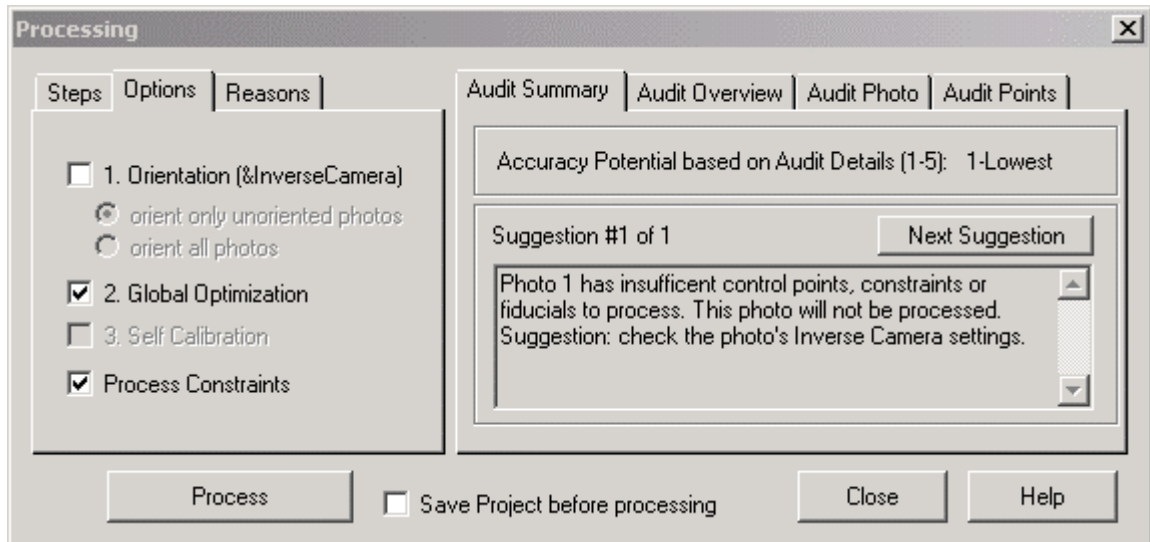 Processing
Steps Options Reasons
1. Orientation (&InverseCamera)
orient only unoriented photos
orient all photos
2. Global Optimization
3. Self Calibration
Process Constraints
Audit Summary Audit Overview Audit Photo Audit Points
Accuracy Potential based on Audit Details (1-5): 1-Lowest
Suggestion #1 of 1 Next Suggestion
Photo 1 has insufficent control points, constraints or
fiducials to process. This photo will not be processed.
Suggestion: check the photo's Inverse Camera settings.
Process Save Project before processing Close Help